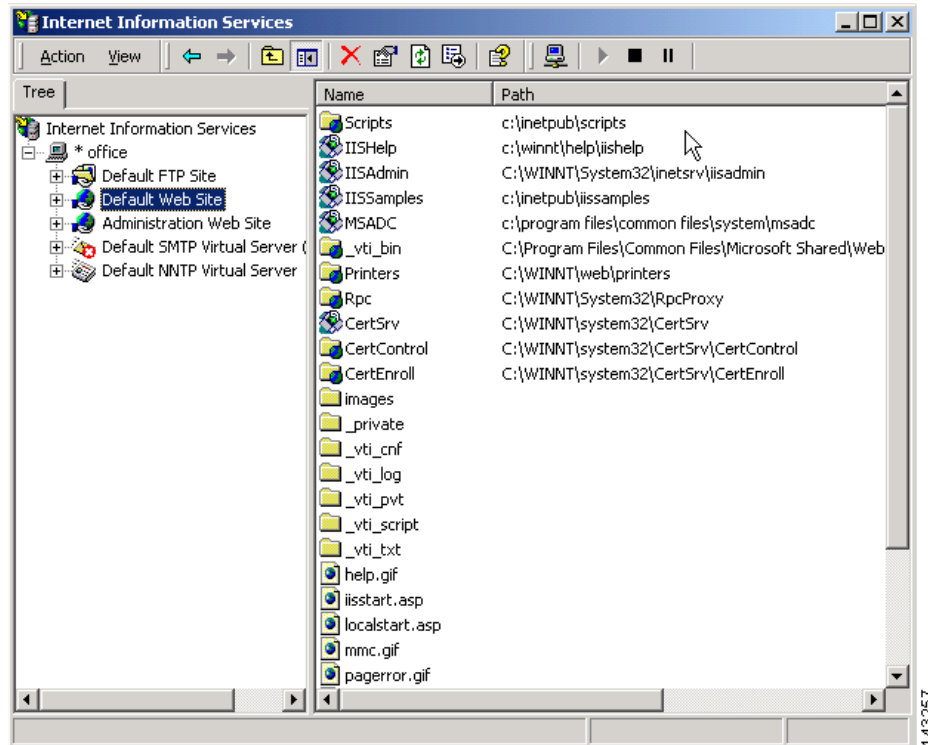 Internet Information Services
Action View
Tree
Name Path
Internet Information Services
* office
Default FTP Site
Default Web Site
Administration Web Site
Default SMTP Virtual Server (
Default NNTP Virtual Server
Scripts c:\inetpub\scripts
IISHelp c:\winnt\help\iishelp
IISAdmin C:\WINNT\System32\inetsrv\iisadmin
IISSamples c:\inetpub\iissamples
MSADC c:\program files\common files\system\msadc
_vti_bin C:\Program Files\Common Files\Microsoft Shared\Web
Printers C:\WINNT\web\printers
Rpc C:\WINNT\System32\RpcProxy
CertSrv C:\WINNT\system32\CertSrv
CertControl C:\WINNT\system32\CertSrv\CertControl
CertEnroll C:\WINNT\system32\CertSrv\CertEnroll
images
_private
_vti_cnf
_vti_log
_vti_pvt
_vti_script
_vti_txt
help.gif
iisstart.asp
localstart.asp
mmc.gif
pagerror.gif
143257